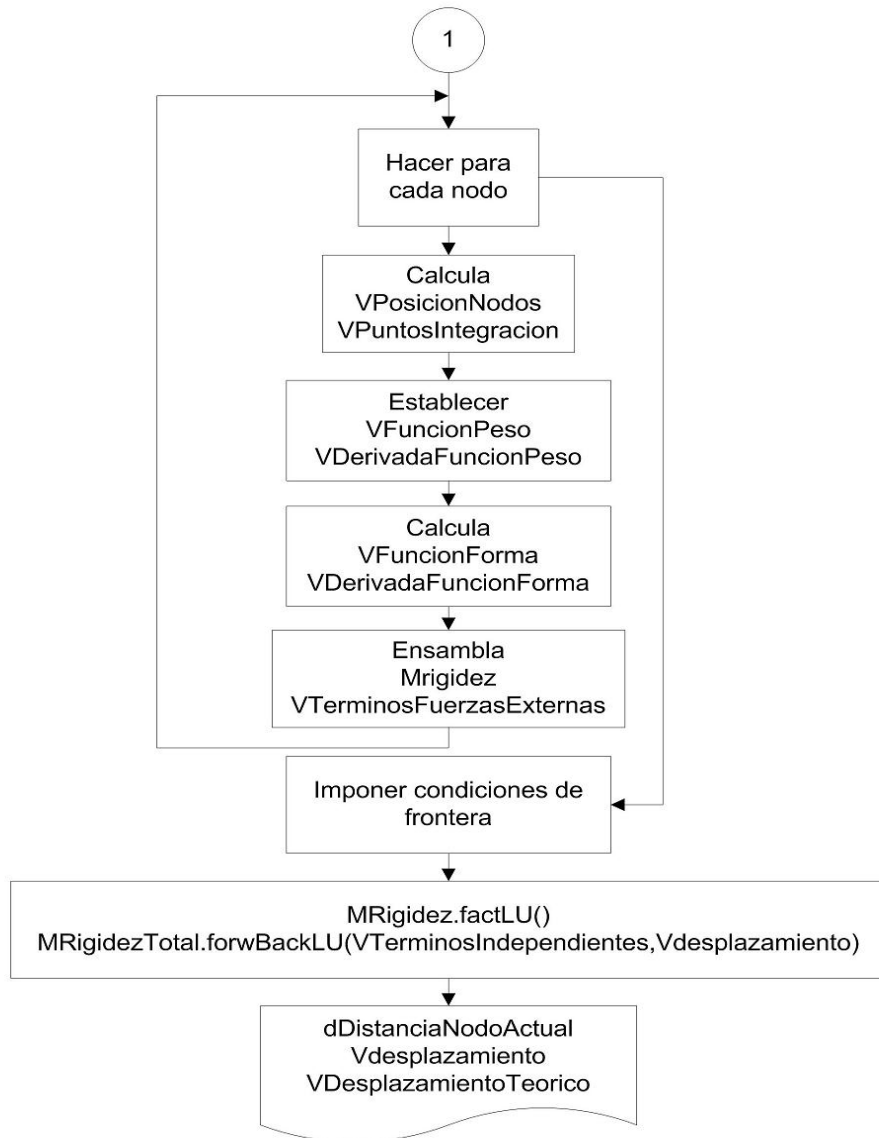 1
Hacer para
cada nodo
Calcula
VPosicionNodos
VPuntosIntegracion
Establecer
VFuncionPeso
VDerivadaFuncionPeso
Calcula
VFuncionForma
VDerivadaFuncionForma
Ensambla
Mrigidez
VTerminosFuerzasExternas
Imponer condiciones de
frontera
MRigidez.factLU()
MRigidezTotal.forwBackLU(VTerminosIndependientes,Vdesplazamiento)
dDistanciaNodoActual
Vdesplazamiento
VDesplazamientoTeorico